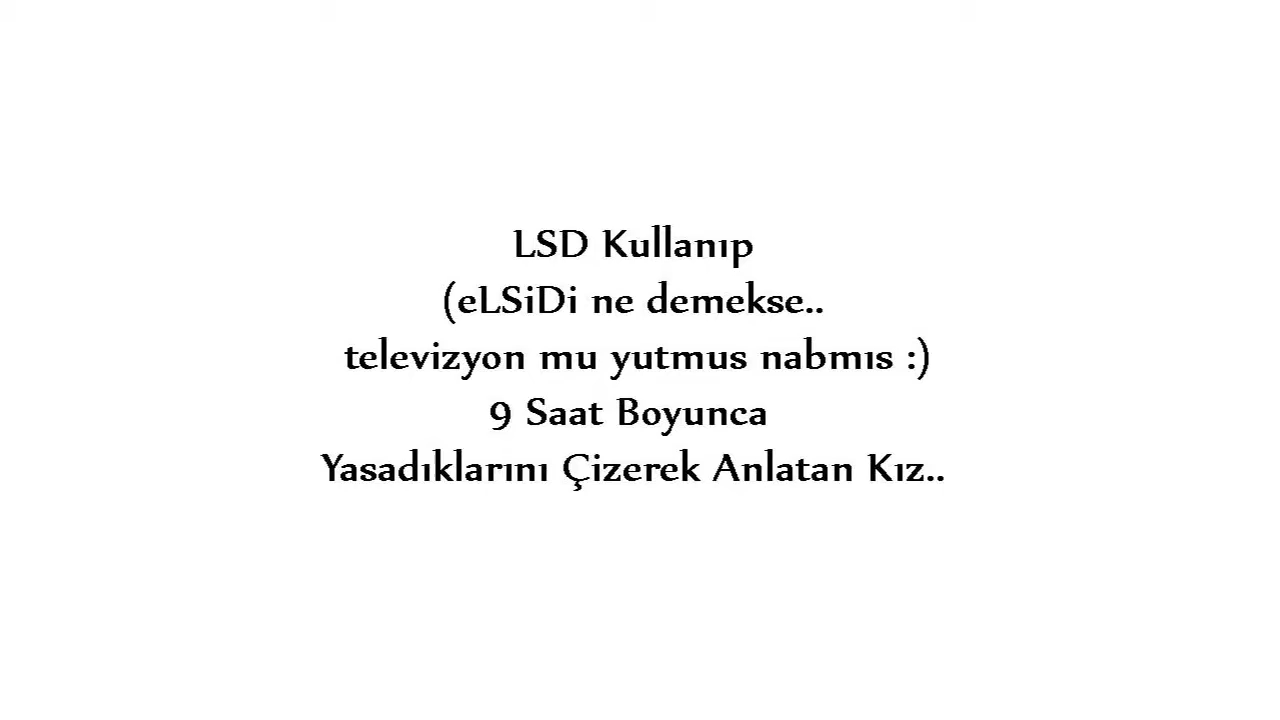 LSD Kullanıp
(eLSiDi ne demekse..
televizyon mu yutmus nabmıs :)
9 Saat Boyunca
Yasadıklarını Çizerek Anlatan Kız..